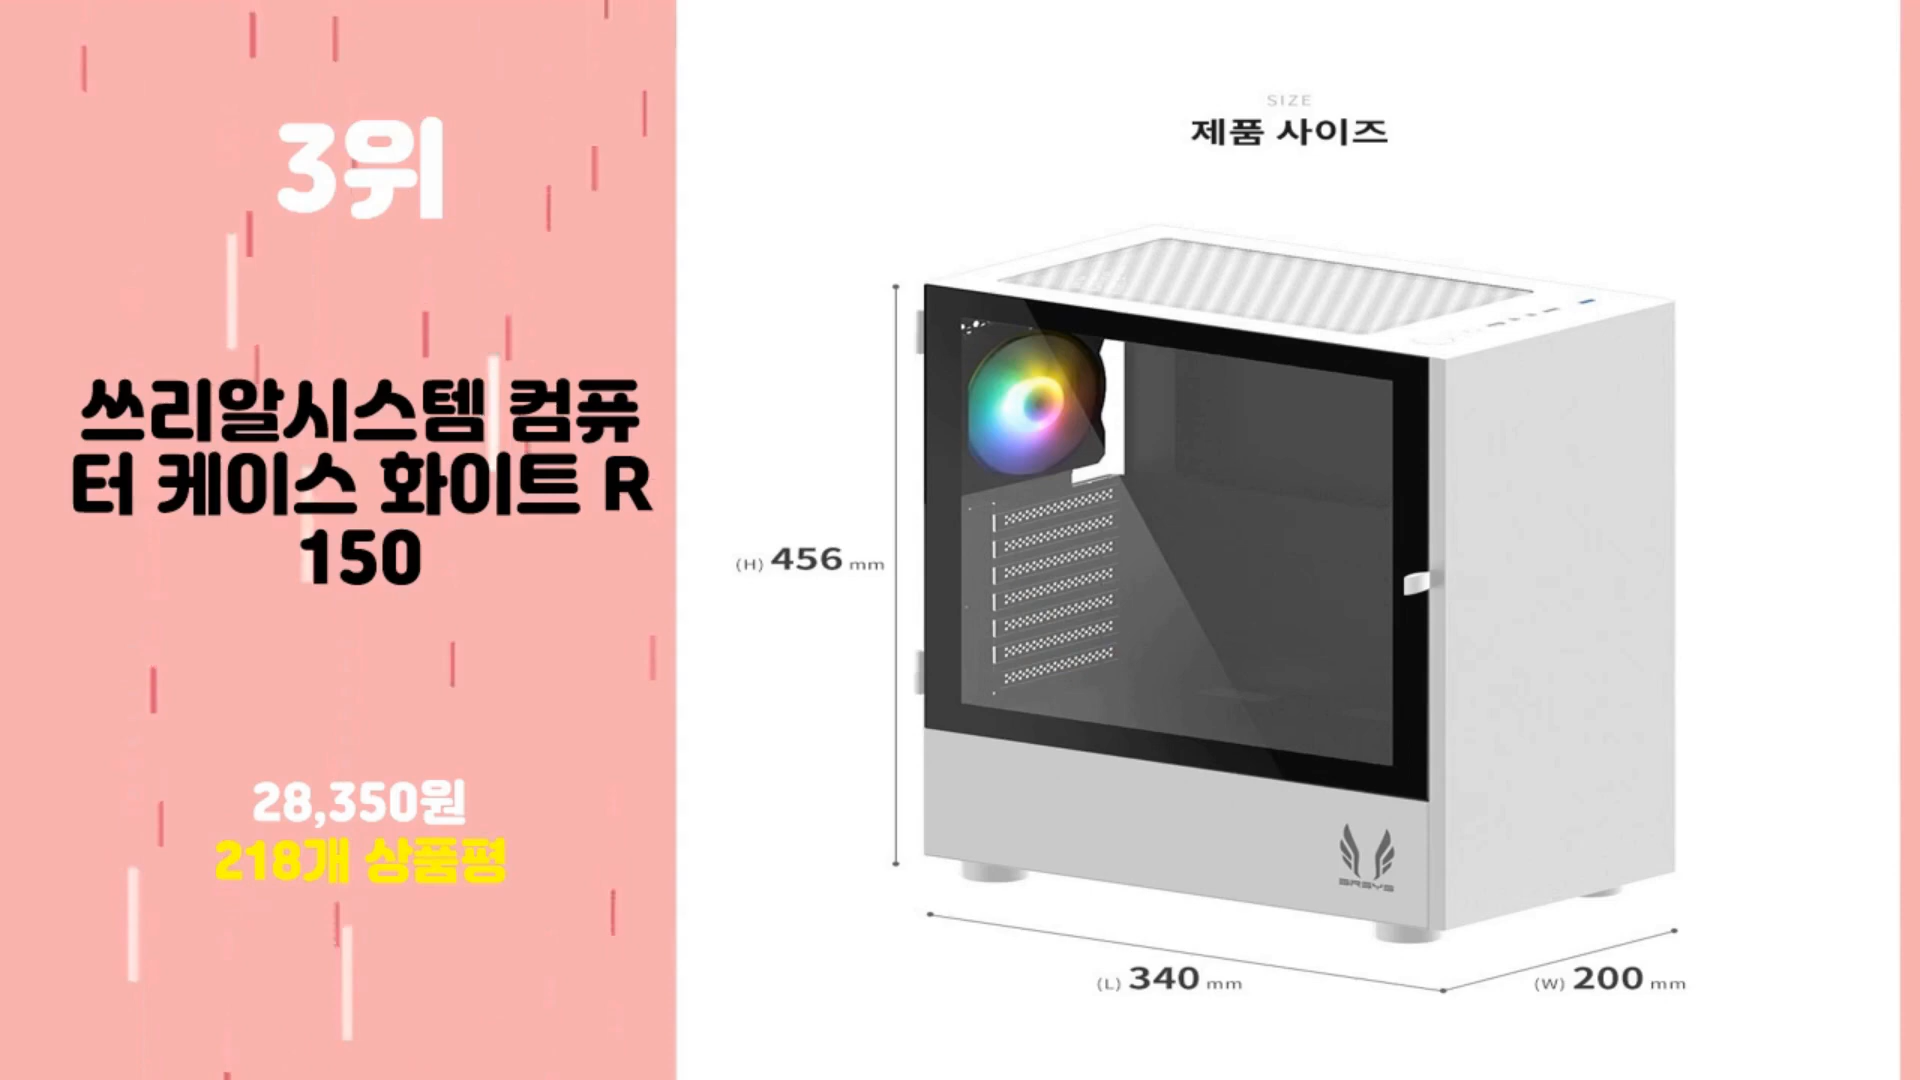 3위
쓰리알시스템 컴퓨
터 케이스 화이트 R
150
28,350원
218개 상품평
SIZE
제품 사이즈
(H) 456 mm
3RSYS
(L) 340 mm
(W) 200 mm